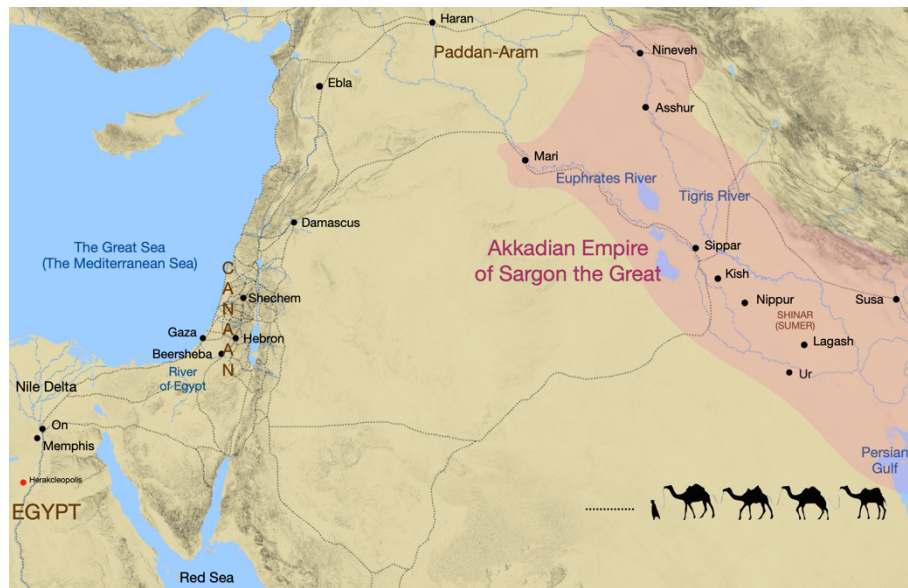 Haran
Paddan-Aram
Nineveh
Ebla
Asshur
Mari
Euphrates River
Tigris River
Damascus
The Great Sea
(The Mediterranean Sea)
Akkadian Empire
of Sargon the Great
Sippar
CANAAN
Kish
Shechem
Nippur
Susa
SHINAR
(SUMER)
Gaza
Hebron
Lagash
Beersheba
River
of Egypt
Ur
Nile Delta
On
Memphis
Persian
Gulf
Herakcleopolis
EGYPT
Red Sea